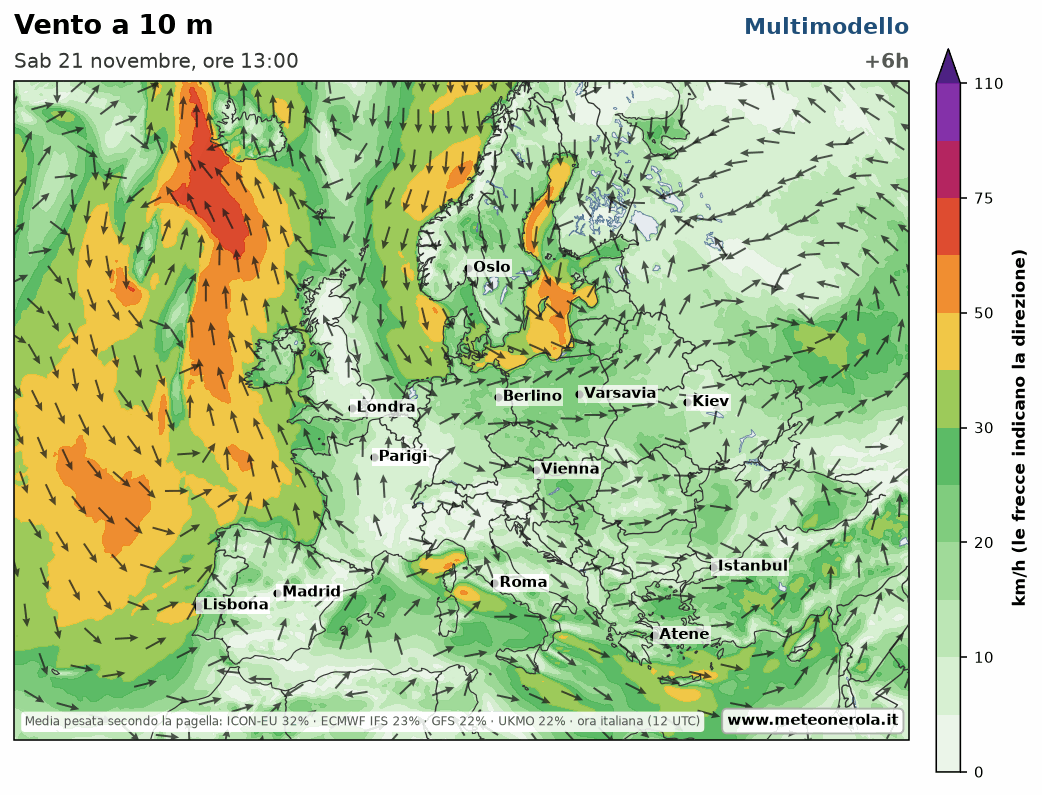 Vento a 10 m
Multimodello
Sab 21 novembre, ore 13:00
+6h
110
75
50
30
20
10
0
km/h (le frecce indicano la direzione)
Oslo
Berlino
Varsavia
Kiev
Londra
Parigi
Vienna
Istanbul
Roma
Madrid
Lisbona
Atene
Media pesata secondo la pagella: ICON-EU 32% · ECMWF IFS 23% · GFS 22% · UKMO 22% · ora italiana (12 UTC)
www.meteonerola.it